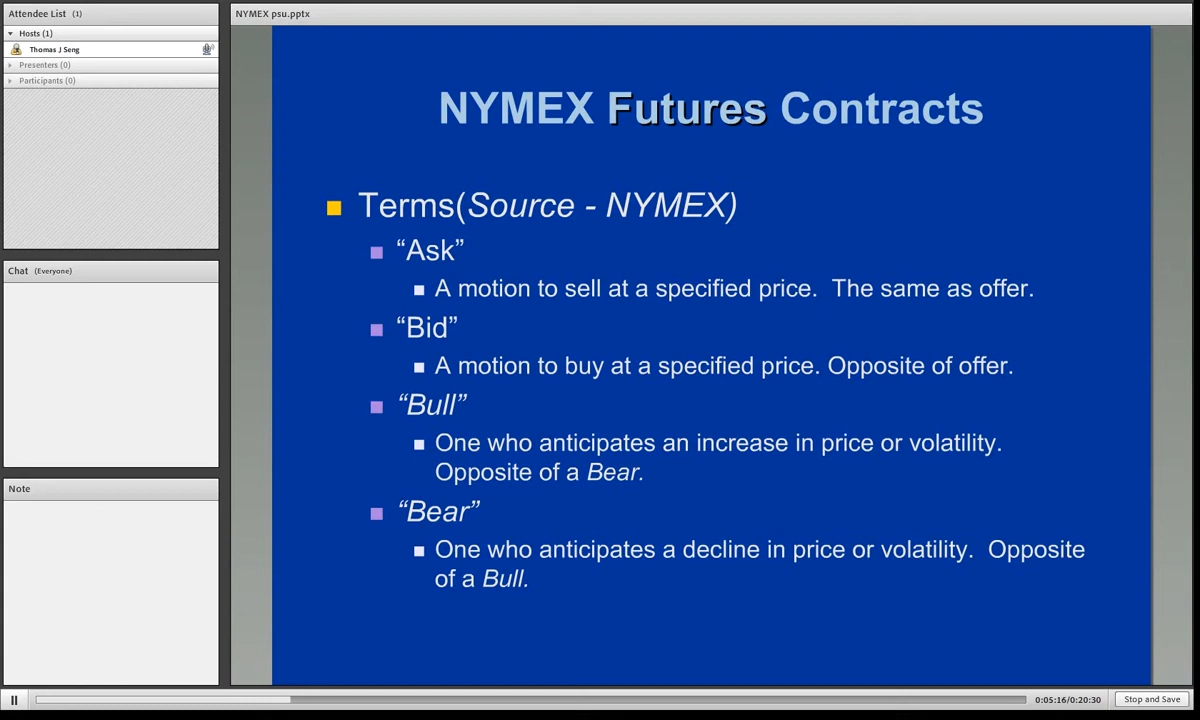 Attendee List (1)
Hosts (1)
Thomas J Seng
Presenters (0)
Participants (0)
Chat (Everyone)
Note
NYMEX psu.pptx
NYMEX Futures Contracts
Terms(Source - NYMEX)
“Ask”
A motion to sell at a specified price. The same as offer.
“Bid”
A motion to buy at a specified price. Opposite of offer.
“Bull”
One who anticipates an increase in price or volatility.
Opposite of a Bear.
“Bear”
One who anticipates a decline in price or volatility. Opposite
of a Bull.
0:05:16/0:20:30
Stop and Save